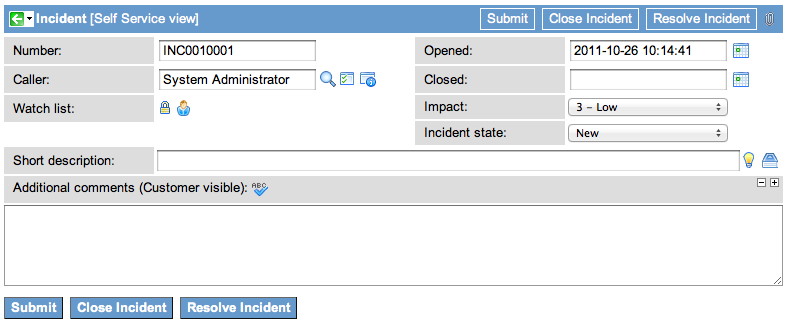 Incident [Self Service view] Submit Close Incident Resolve Incident
Number: INC0010001 Opened: 2011-10-26 10:14:41
Caller: System Administrator Closed:
Watch list: Impact: 3 – Low
Incident state: New
Short description:
Additional comments (Customer visible): ABC
Submit Close Incident Resolve Incident